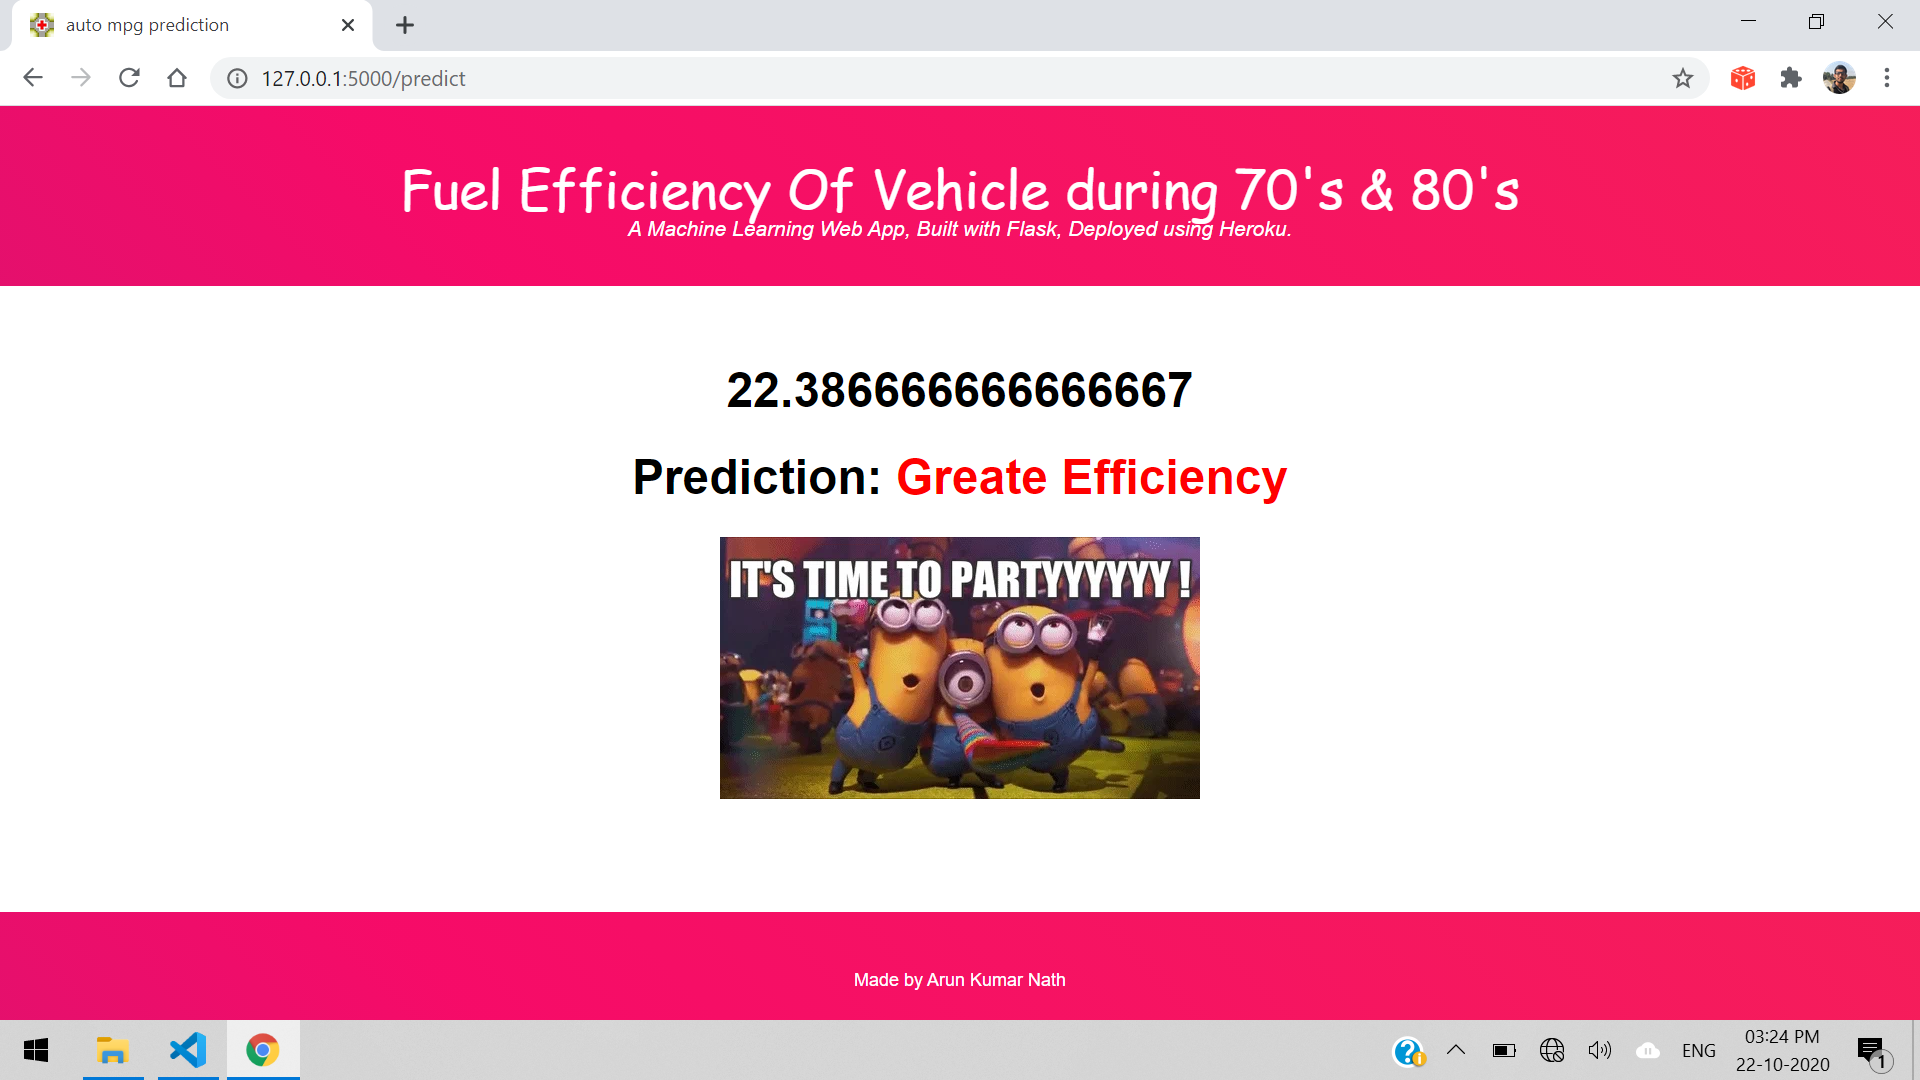 auto mpg prediction
127.0.0.1:5000/predict
Fuel Efficiency Of Vehicle during 70's & 80's
A Machine Learning Web App, Built with Flask, Deployed using Heroku.
22.386666666666667
Prediction: Greate Efficiency
IT'S TIME TO PARTYYYYYY !
Made by Arun Kumar Nath
ENG
03:24 PM
22-10-2020
1